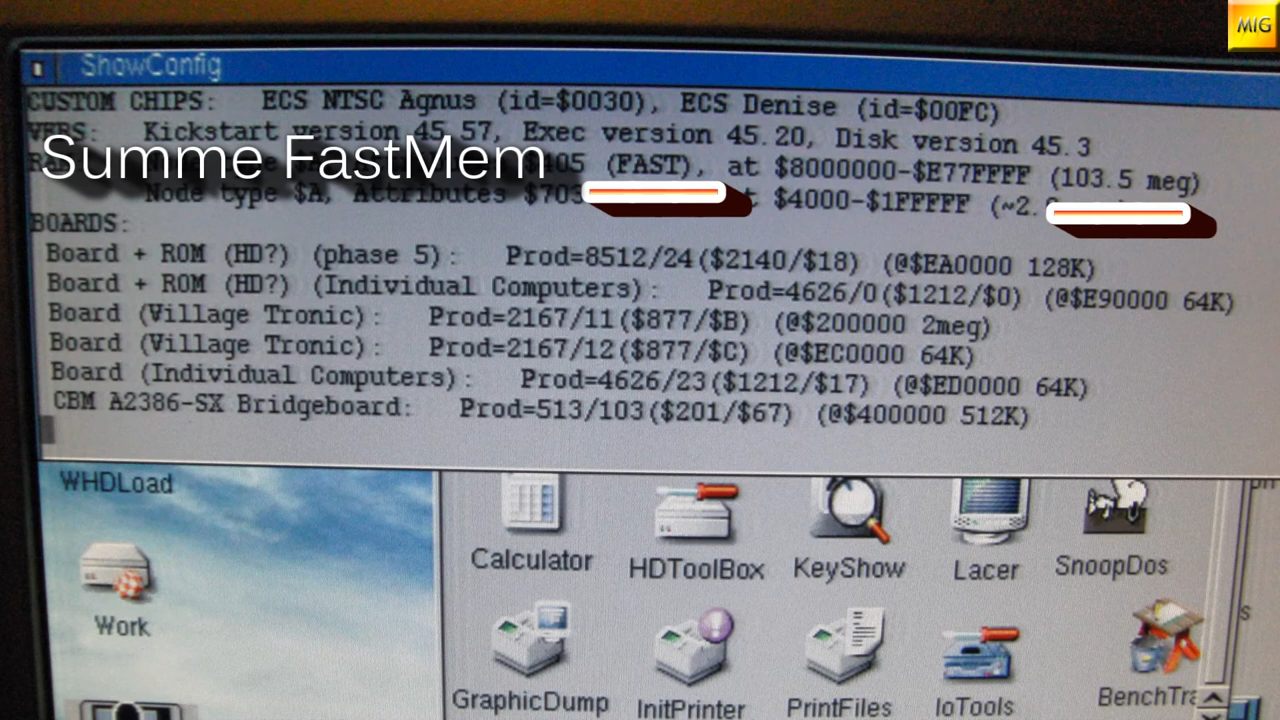 MIG
ShowConfig
CUSTOM CHIPS: ECS NTSC Agnus (id=$0030), ECS Denise (id=$00FC)
VERS: Kickstart version 45.57, Exec version 45.20, Disk version 45.3
Summe FastMem
$405 (FAST), at $8000000-$E77FFFF (103.5 meg)
Node type $A, Attributes $703 at $4000-$1FFFFF (~2.
BOARDS:
Board + ROM (HD?) (phase 5): Prod=8512/24($2140/$18) (@$EA0000 128K)
Board + ROM (HD?) (Individual Computers): Prod=4626/0($1212/$0) (@$E90000 64K)
Board (Village Tronic): Prod=2167/11($877/$B) (@$200000 2meg)
Board (Village Tronic): Prod=2167/12($877/$C) (@$EC0000 64K)
Board (Individual Computers): Prod=4626/23($1212/$17) (@$ED0000 64K)
CBM A2386-SX Bridgeboard: Prod=513/103($201/$67) (@$400000 512K)
WHDLoad
Calculator HDToolBox KeyShow Lacer SnoopDos
Work
GraphicDump InitPrinter PrintFiles IoTools BenchTra